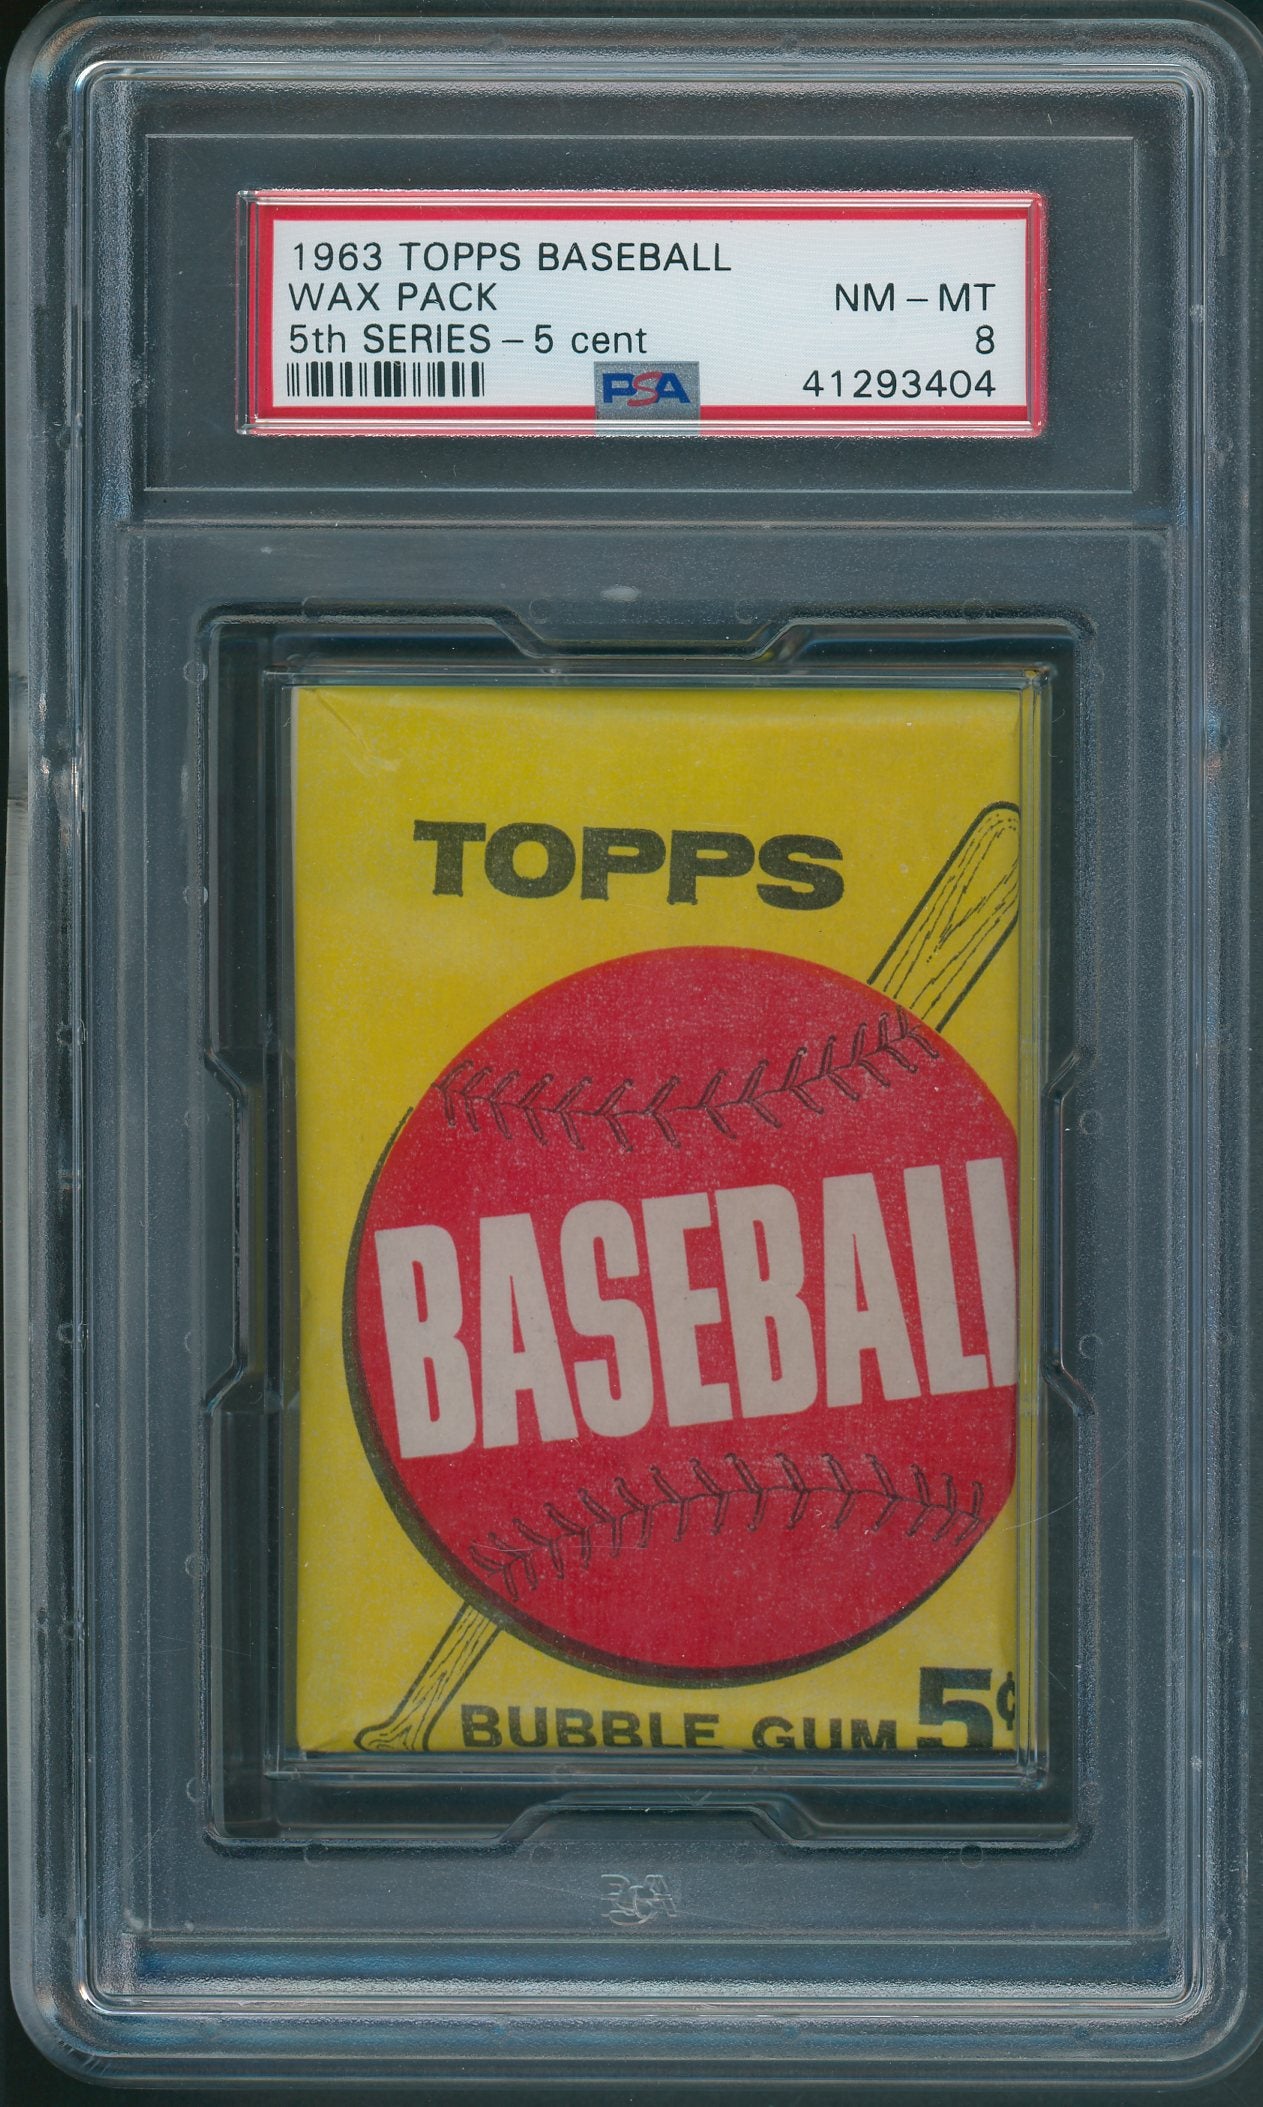 1963 TOPPS BASEBALL
WAX PACK NM-MT
5th SERIES-5 cent 8
PSA 41293404
TOPPS
BASEBALL
BUBBLE GUM 5¢
PSA